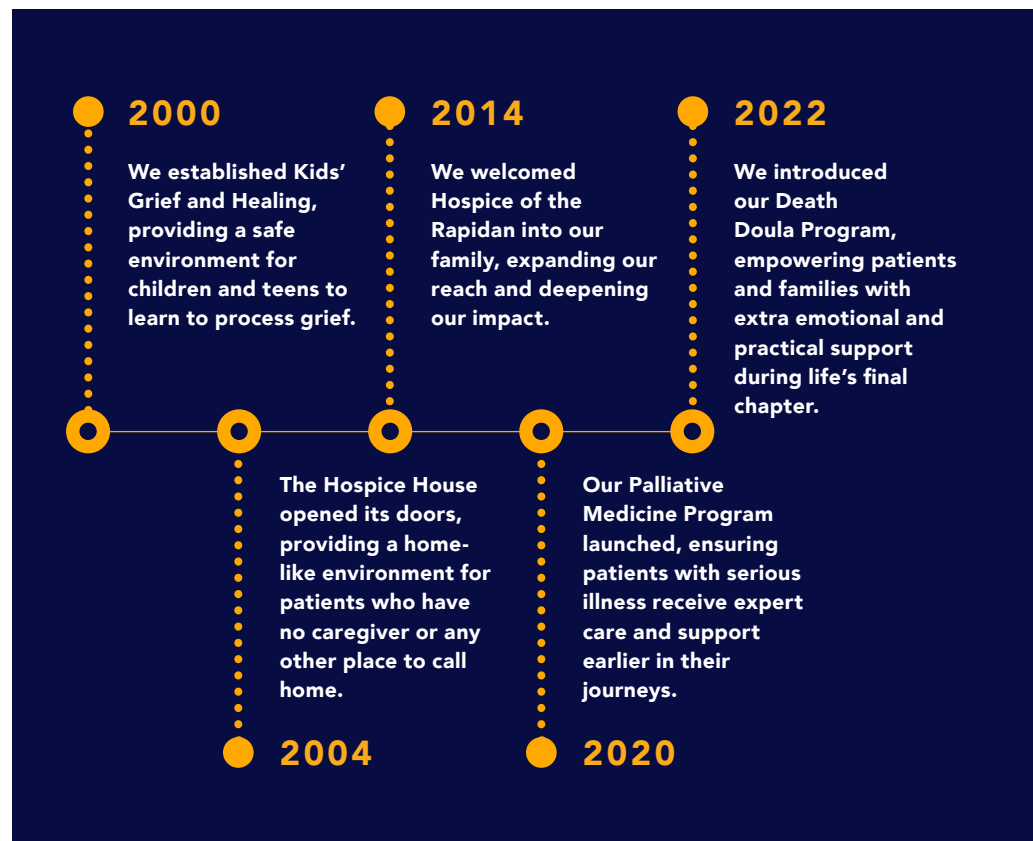 2000
We established Kids’
Grief and Healing,
providing a safe
environment for
children and teens to
learn to process grief.
The Hospice House
opened its doors,
providing a home-
like environment for
patients who have
no caregiver or any
other place to call
home.
2004
2014
We welcomed
Hospice of the
Rapidan into our
family, expanding our
reach and deepening
our impact.
Our Palliative
Medicine Program
launched, ensuring
patients with serious
illness receive expert
care and support
earlier in their
journeys.
2020
2022
We introduced
our Death
Doula Program,
empowering patients
and families with
extra emotional and
practical support
during life’s final
chapter.